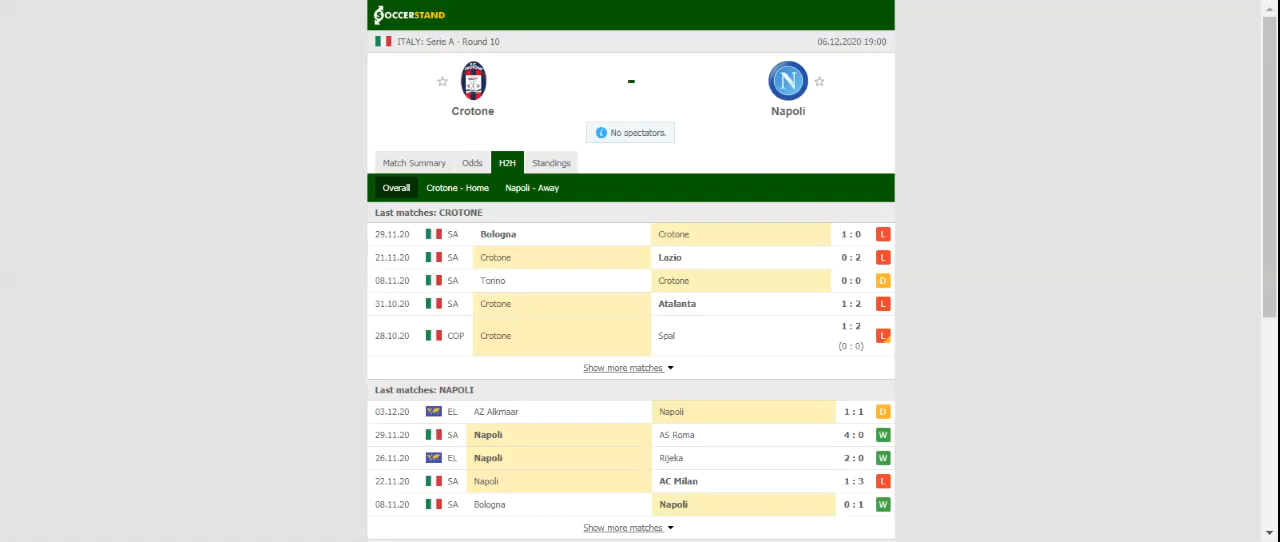 SOCCERSTAND
ITALY: Serie A - Round 10 06.12.2020 19:00
-
Crotone Napoli
No spectators.
Match Summary Odds H2H Standings
Overall Crotone - Home Napoli - Away
Last matches: CROTONE
29.11.20 SA Bologna Crotone 1 : 0 L
21.11.20 SA Crotone Lazio 0 : 2 L
08.11.20 SA Torino Crotone 0 : 0 D
31.10.20 SA Crotone Atalanta 1 : 2 L
28.10.20 COP Crotone Spal 1 : 2 L
(0 : 0)
Show more matches
Last matches: NAPOLI
03.12.20 EL AZ Alkmaar Napoli 1 : 1 D
29.11.20 SA Napoli AS Roma 4 : 0 W
26.11.20 EL Napoli Rijeka 2 : 0 W
22.11.20 SA Napoli AC Milan 1 : 3 L
08.11.20 SA Bologna Napoli 0 : 1 W
Show more matches